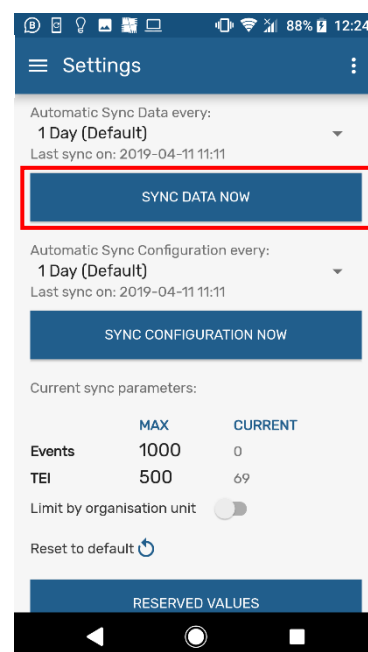 88% 12:24
Settings
Automatic Sync Data every:
1 Day (Default)
Last sync on: 2019-04-11 11:11
SYNC DATA NOW
Automatic Sync Configuration every:
1 Day (Default)
Last sync on: 2019-04-11 11:11
SYNC CONFIGURATION NOW
Current sync parameters:
MAX CURRENT
Events 1000 0
TEI 500 69
Limit by organisation unit
Reset to default
RESERVED VALUES